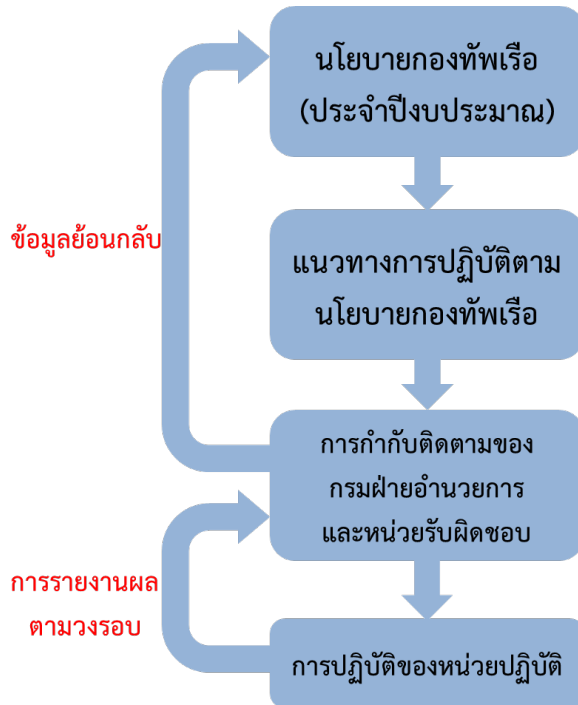 นโยบายกองทัพเรือ
(ประจำปีงบประมาณ)
ข้อมูลย้อนกลับ
แนวทางการปฏิบัติตาม
นโยบายกองทัพเรือ
การกำกับติดตามของ
กรมฝ่ายอำนวยการ
และหน่วยรับผิดชอบ
การรายงานผล
ตามวงรอบ
การปฏิบัติของหน่วยปฏิบัติ